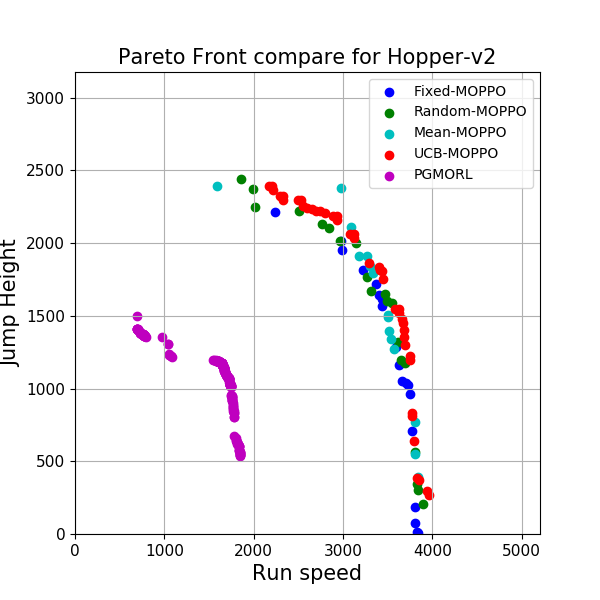 Pareto Front compare for Hopper-v2
Fixed-MOPPO
Random-MOPPO
Mean-MOPPO
UCB-MOPPO
PGMORL
Jump Height
3000
2500
2000
1500
1000
500
0
0 1000 2000 3000 4000 5000
Run speed